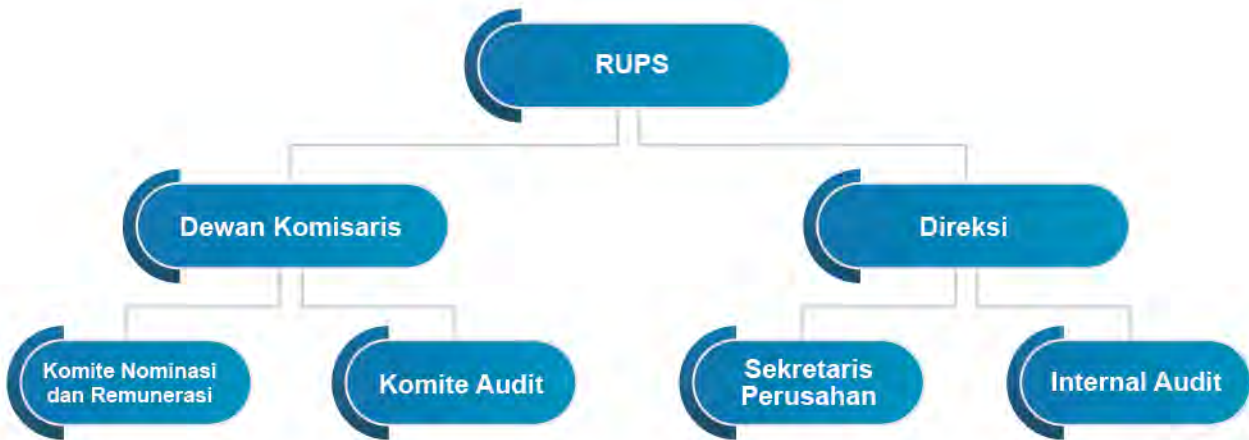 RUPS
Dewan Komisaris
Direksi
Komite Nominasi
dan Remunerasi
Komite Audit
Sekretaris
Perusahan
Internal Audit